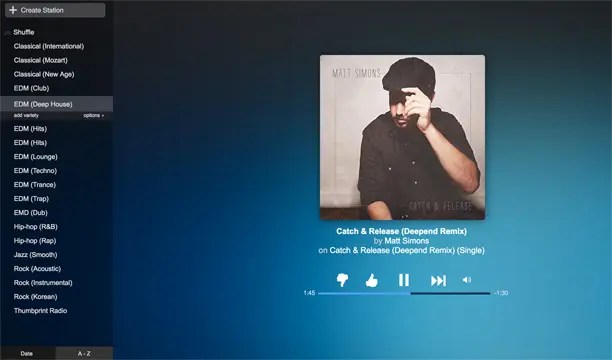 Create Station
Shuffle
Classical (International)
Classical (Mozart)
Classical (New Age)
EDM (Club)
EDM (Deep House)
add variety options
EDM (Hits)
EDM (Hits)
EDM (Lounge)
EDM (Techno)
EDM (Trance)
EDM (Trap)
EMD (Dub)
Hip-hop (R&B)
Hip-hop (Rap)
Jazz (Smooth)
Rock (Acoustic)
Rock (Instrumental)
Rock (Korean)
Thumbprint Radio
Date A - Z
MATT SIMONS
CATCH & RELEASE
Catch & Release (Deepend Remix)
by Matt Simons
on Catch & Release (Deepend Remix) (Single)
1:45 -1:30